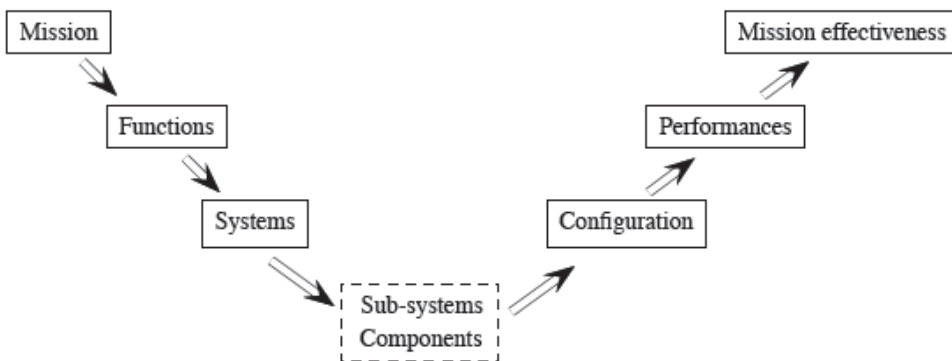 Mission
Mission effectiveness
Functions
Performances
Systems
Configuration
Sub-systems
Components